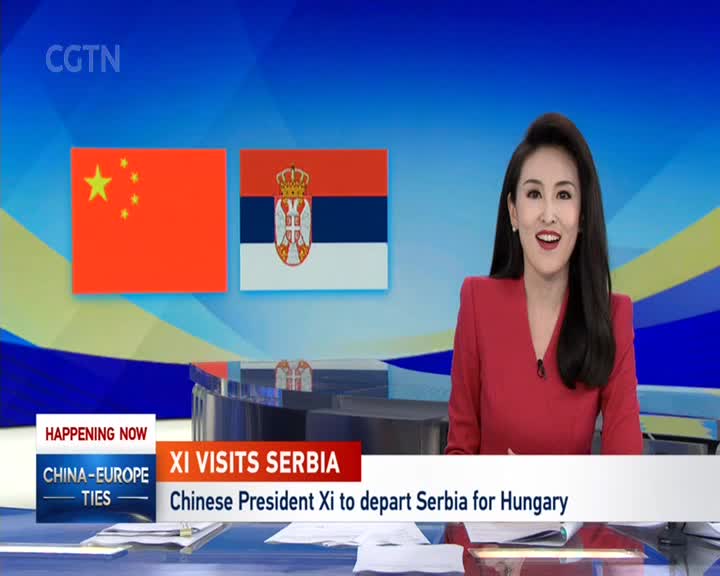 CGTN
HAPPENING NOW
CHINA-EUROPE
TIES
XI VISITS SERBIA
Chinese President Xi to depart Serbia for Hungary